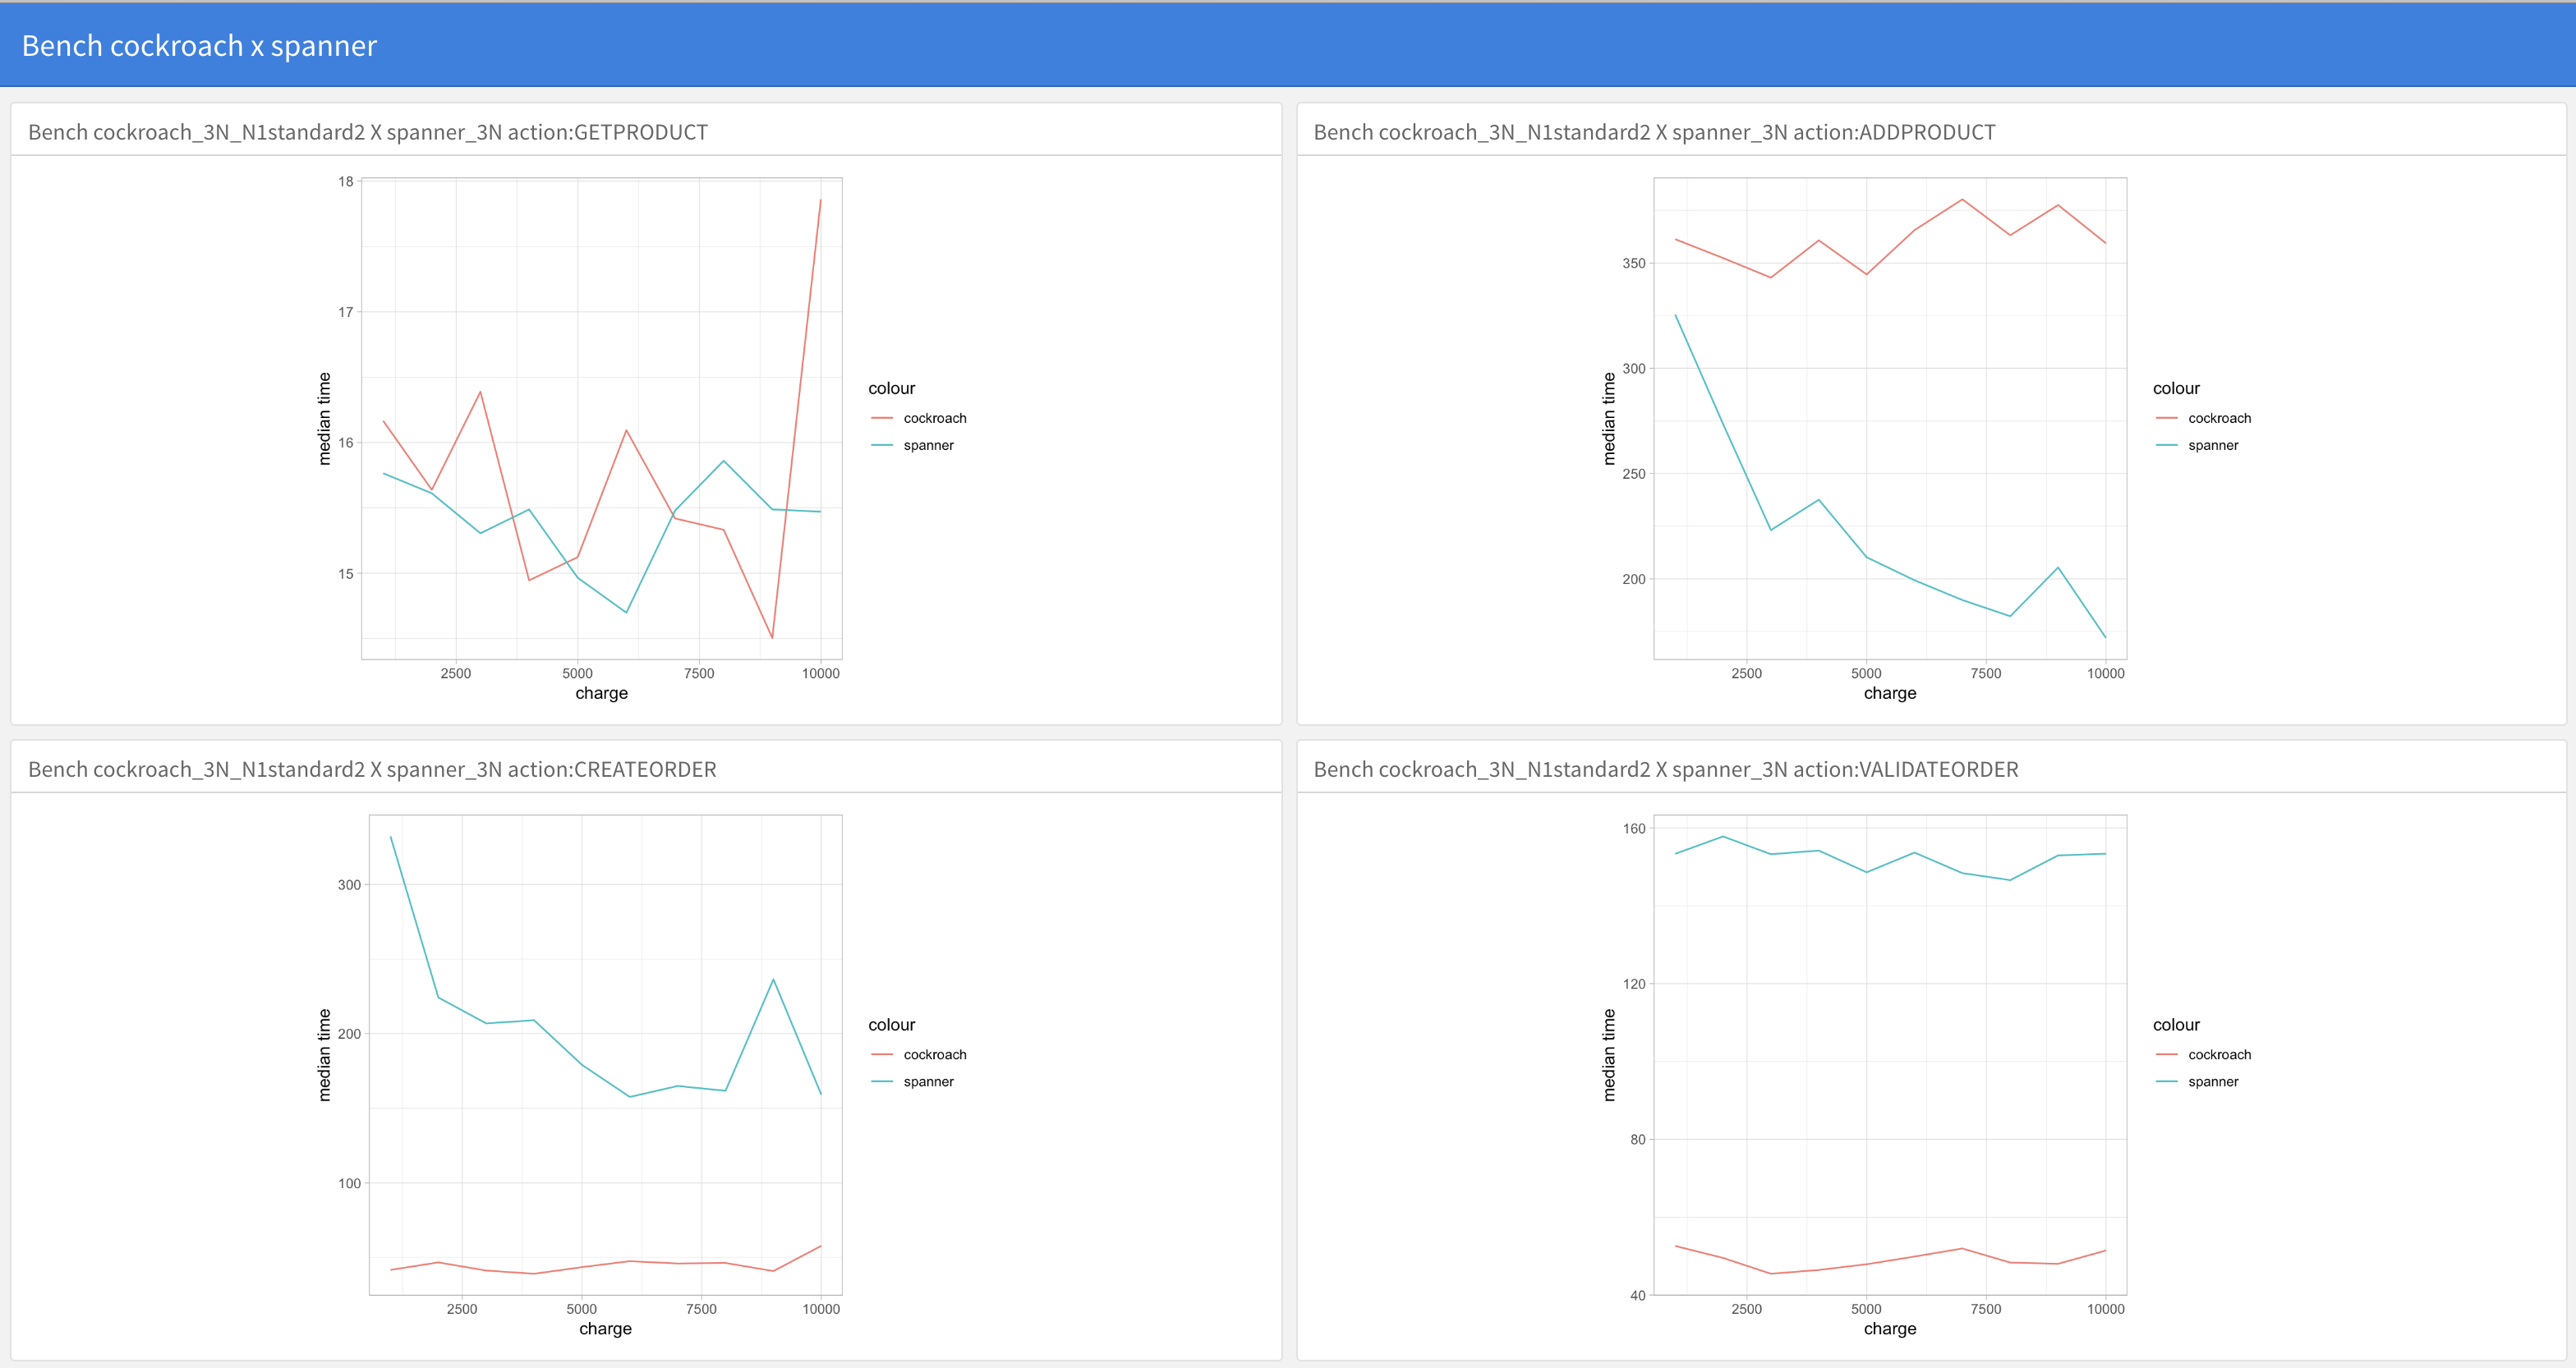 Bench cockroach x spanner
Bench cockroach_3N_N1standard2 X spanner_3N action:GETPRODUCT
18
17
16
15
median time
2500 5000 7500 10000
charge
colour
cockroach
spanner
Bench cockroach_3N_N1standard2 X spanner_3N action:ADDPRODUCT
350
300
250
200
median time
2500 5000 7500 10000
charge
colour
cockroach
spanner
Bench cockroach_3N_N1standard2 X spanner_3N action:CREATEORDER
300
200
100
median time
2500 5000 7500 10000
charge
colour
cockroach
spanner
Bench cockroach_3N_N1standard2 X spanner_3N action:VALIDATEORDER
160
120
80
40
median time
2500 5000 7500 10000
charge
colour
cockroach
spanner